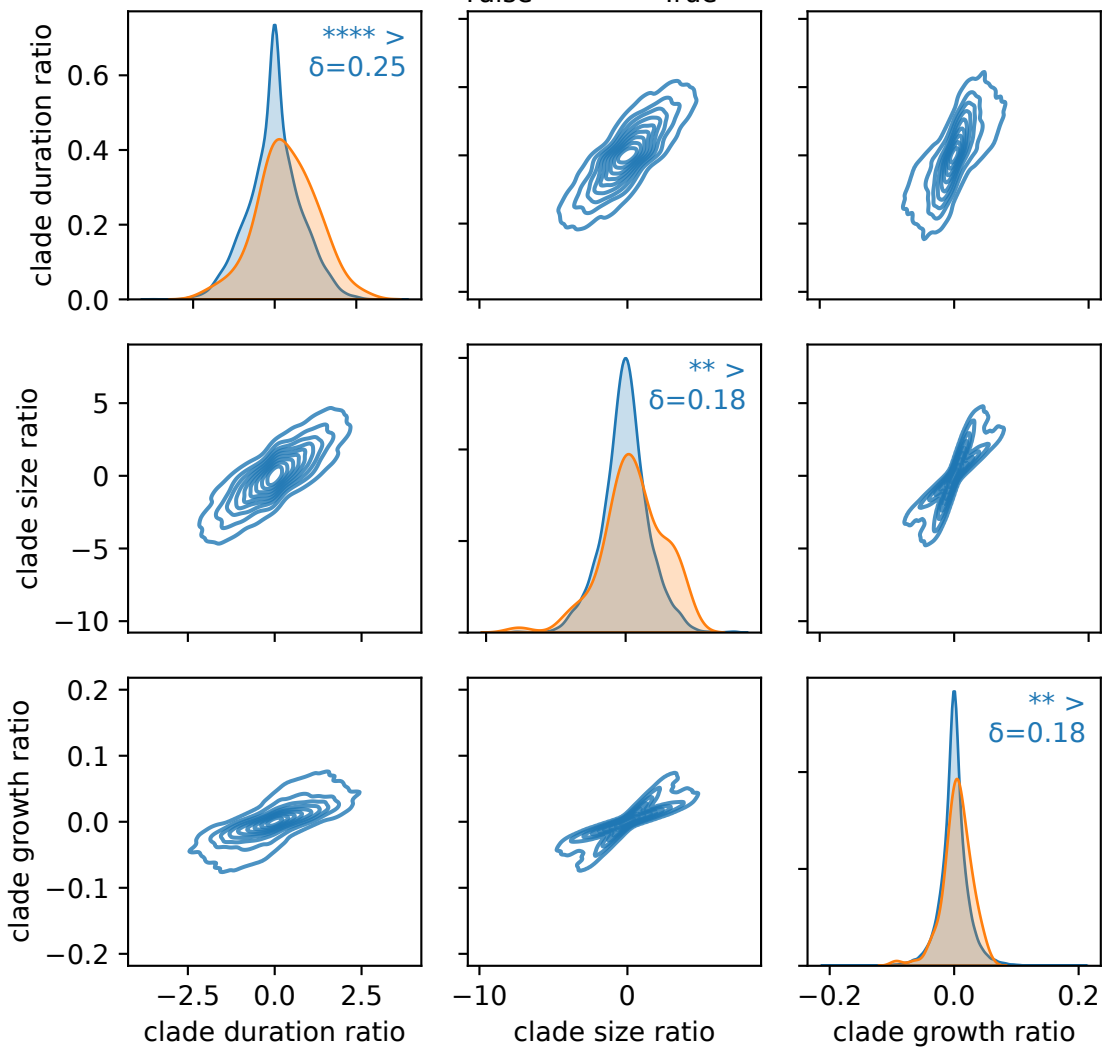 clade duration ratio
0.6
0.4
0.2
0.0
**** >
δ=0.25
clade size ratio
5
0
−5
−10
** >
δ=0.18
clade growth ratio
0.2
0.1
0.0
−0.1
−0.2
** >
δ=0.18
−2.5 0.0 2.5
−10 0
−0.2 0.0 0.2
clade duration ratio
clade size ratio
clade growth ratio